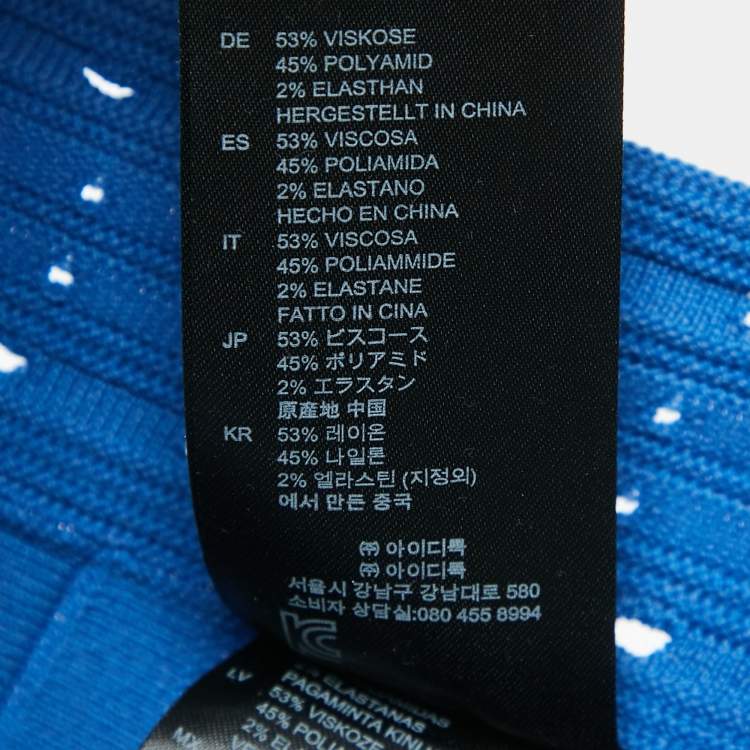 DE 53% VISKOSE
45% POLYAMID
2% ELASTHAN
HERGESTELLT IN CHINA
ES 53% VISCOSA
45% POLIAMIDA
2% ELASTANO
HECHO EN CHINA
IT 53% VISCOSA
45% POLIAMMIDE
2% ELASTANE
FATTO IN CINA
JP 53% ビスコース
45% ポリアミド
2% エラスタン
原産地 中国
KR 53% 레이온
45% 나일론
2% 엘라스틴 (지정외)
에서 만든 중국
㈜ 아이디룩
㈜ 아이디룩
서울시 강남구 강남대로 580
소비자 상담실:080 455 8994
PAGAMINTA KINI
LV 53% VISKOZE
45% POLI
2% EL
MX